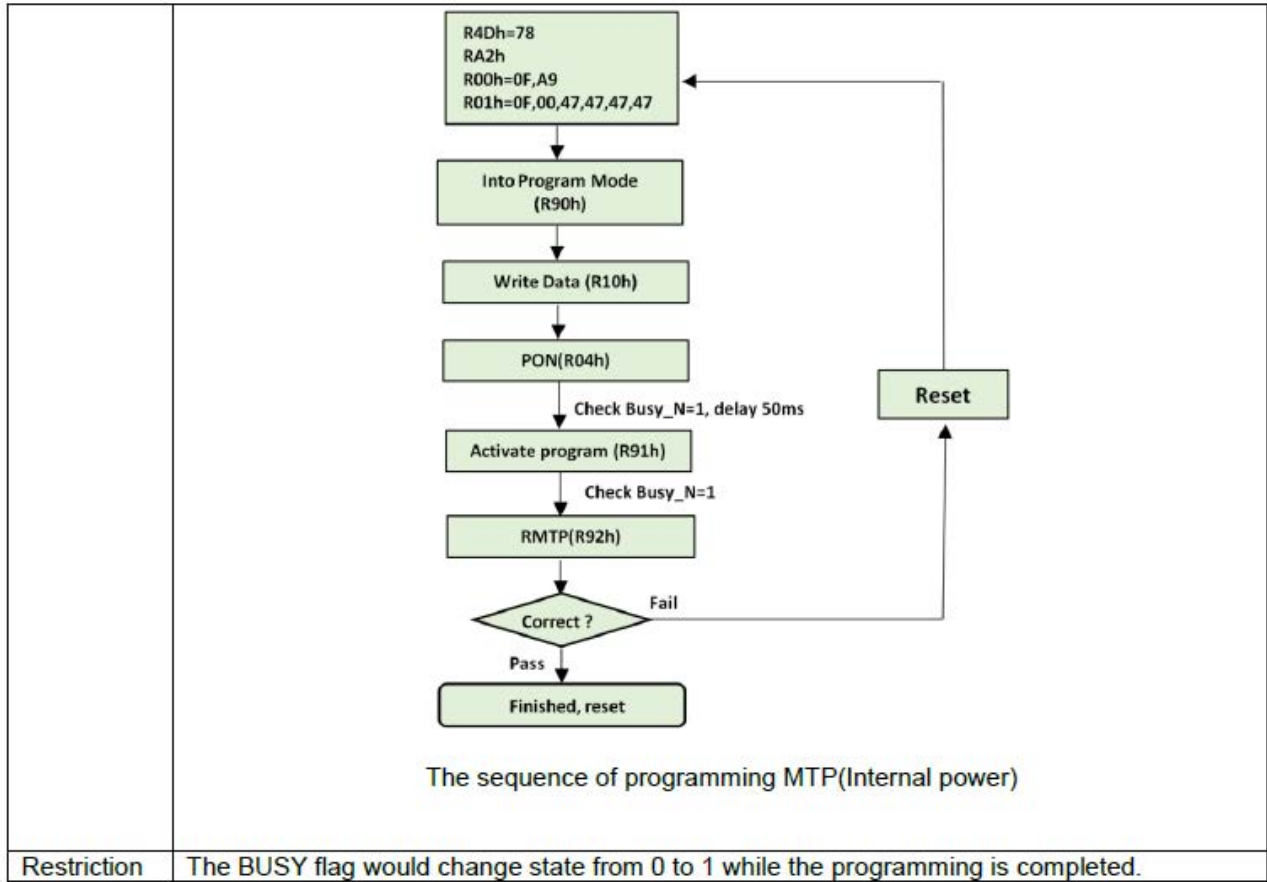 R4Dh=78
RA2h
R00h=0F,A9
R01h=0F,00,47,47,47,47
Into Program Mode
(R90h)
Write Data (R10h)
PON(R04h)
Check Busy_N=1, delay 50ms
Activate program (R91h)
Check Busy_N=1
RMTP(R92h)
Correct ?
Fail
Reset
Pass
Finished, reset
The sequence of programming MTP(Internal power)
Restriction The BUSY flag would change state from 0 to 1 while the programming is completed.